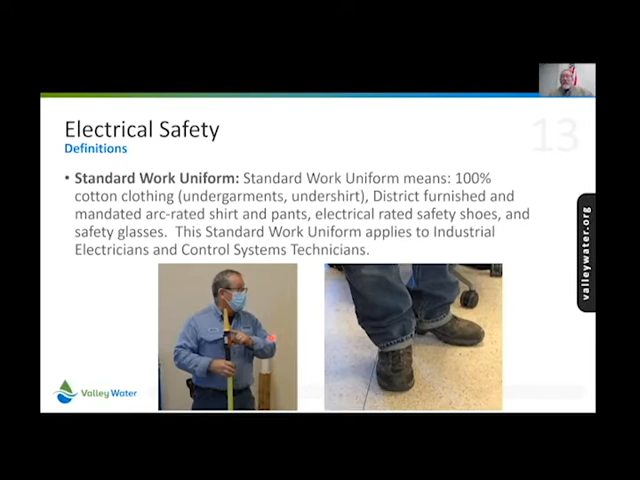 Electrical Safety
13
Definitions
• Standard Work Uniform: Standard Work Uniform means: 100%
cotton clothing (undergarments, undershirt), District furnished and
mandated arc-rated shirt and pants, electrical rated safety shoes, and
safety glasses. This Standard Work Uniform applies to Industrial
Electricians and Control Systems Technicians.
valleywater.org
Valley Water